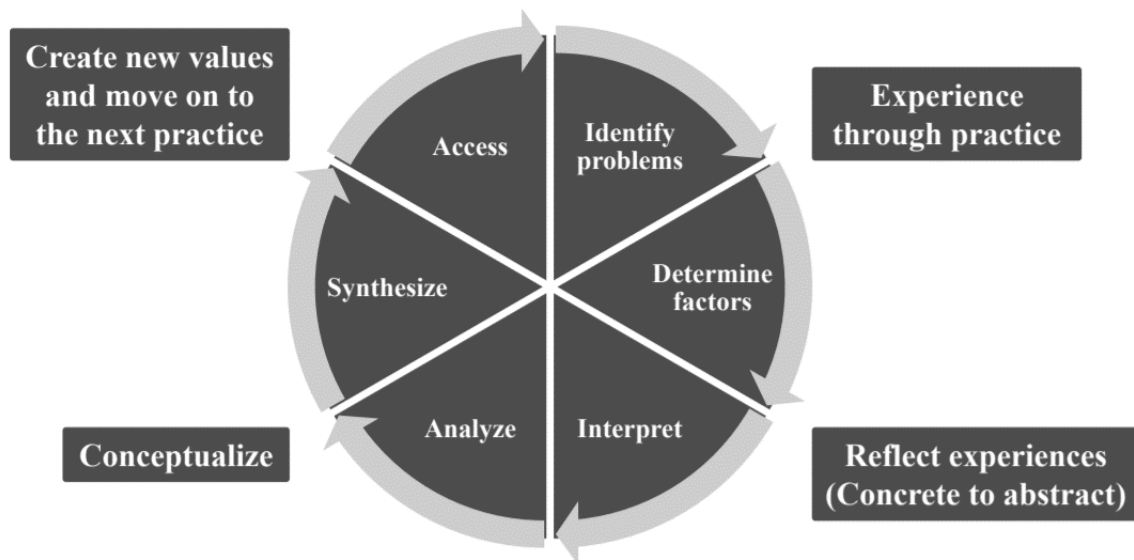 Create new values
and move on to
the next practice
Experience
through practice
Access
Identify
problems
Synthesize
Determine
factors
Analyze
Interpret
Conceptualize
Reflect experiences
(Concrete to abstract)